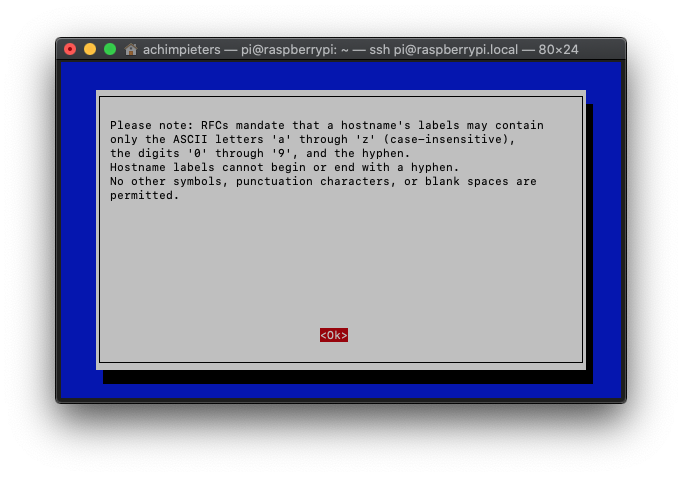 achimpieters — pi@raspberrypi: ~ — ssh pi@raspberrypi.local — 80×24
Please note: RFCs mandate that a hostname's labels may contain
only the ASCII letters 'a' through 'z' (case-insensitive),
the digits '0' through '9', and the hyphen.
Hostname labels cannot begin or end with a hyphen.
No other symbols, punctuation characters, or blank spaces are
permitted.
<Ok>